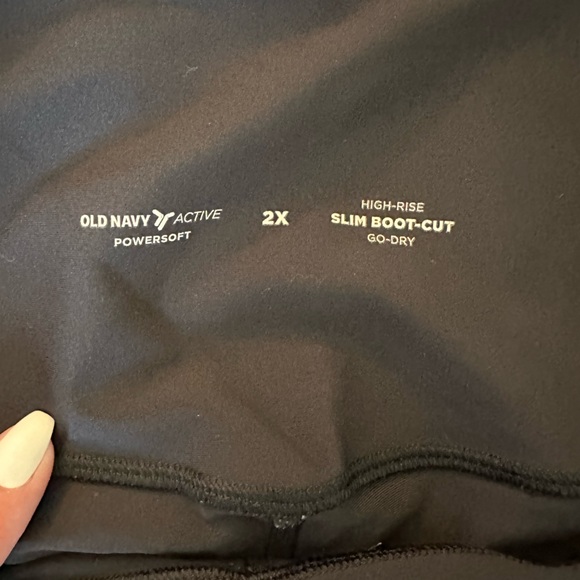 OLD NAVY ACTIVE
POWERSOFT
2X
HIGH-RISE
SLIM BOOT-CUT
GO-DRY